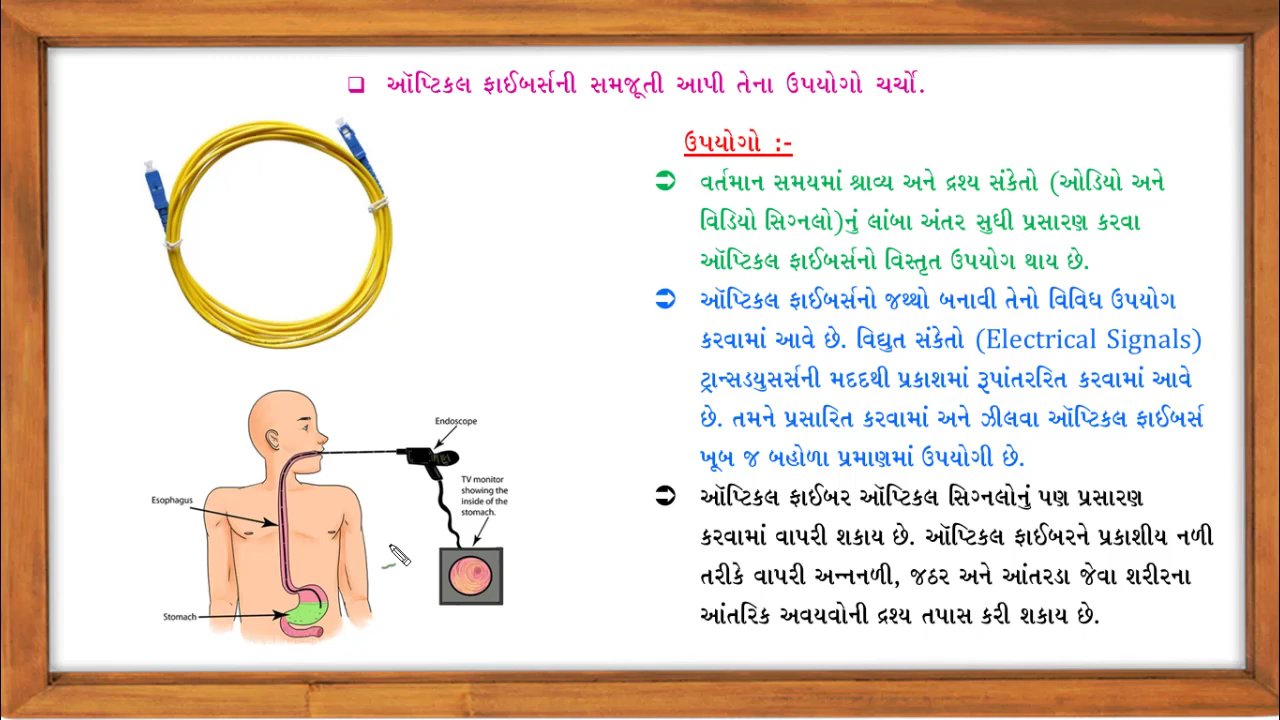 ઑપ્ટિકલ ફાઈબર્સની સમજૂતી આપી તેના ઉપયોગો ચર્ચો.
ઉપયોગો :-
વર્તમાન સમયમાં શ્રાવ્ય અને દ્રશ્ય સંકેતો (ઓડિયો અને
વિડિયો સિગ્નલો)નું લાંબા અંતર સુધી પ્રસારણ કરવા
ઑપ્ટિકલ ફાઈબર્સનો વિસ્તૃત ઉપયોગ થાય છે.
ઑપ્ટિકલ ફાઈબર્સનો જથ્થો બનાવી તેનો વિવિધ ઉપયોગ
કરવામાં આવે છે. વિદ્યુત સંકેતો (Electrical Signals)
ટ્રાન્સડયુસર્સની મદદથી પ્રકાશમાં રૂપાંતરરિત કરવામાં આવે
છે. તમને પ્રસારિત કરવામાં અને ઝીલવા ઑપ્ટિકલ ફાઈબર્સ
ખૂબ જ બહોળા પ્રમાણમાં ઉપયોગી છે.
ઑપ્ટિકલ ફાઈબર ઑપ્ટિકલ સિગ્નલોનું પણ પ્રસારણ
કરવામાં વાપરી શકાય છે. ઑપ્ટિકલ ફાઈબરને પ્રકાશીય નળી
તરીકે વાપરી અન્નનળી, જઠર અને આંતરડા જેવા શરીરના
આંતરિક અવયવોની દ્રશ્ય તપાસ કરી શકાય છે.
Endoscope
TV monitor
showing the
inside of the
stomach.
Esophagus
Stomach